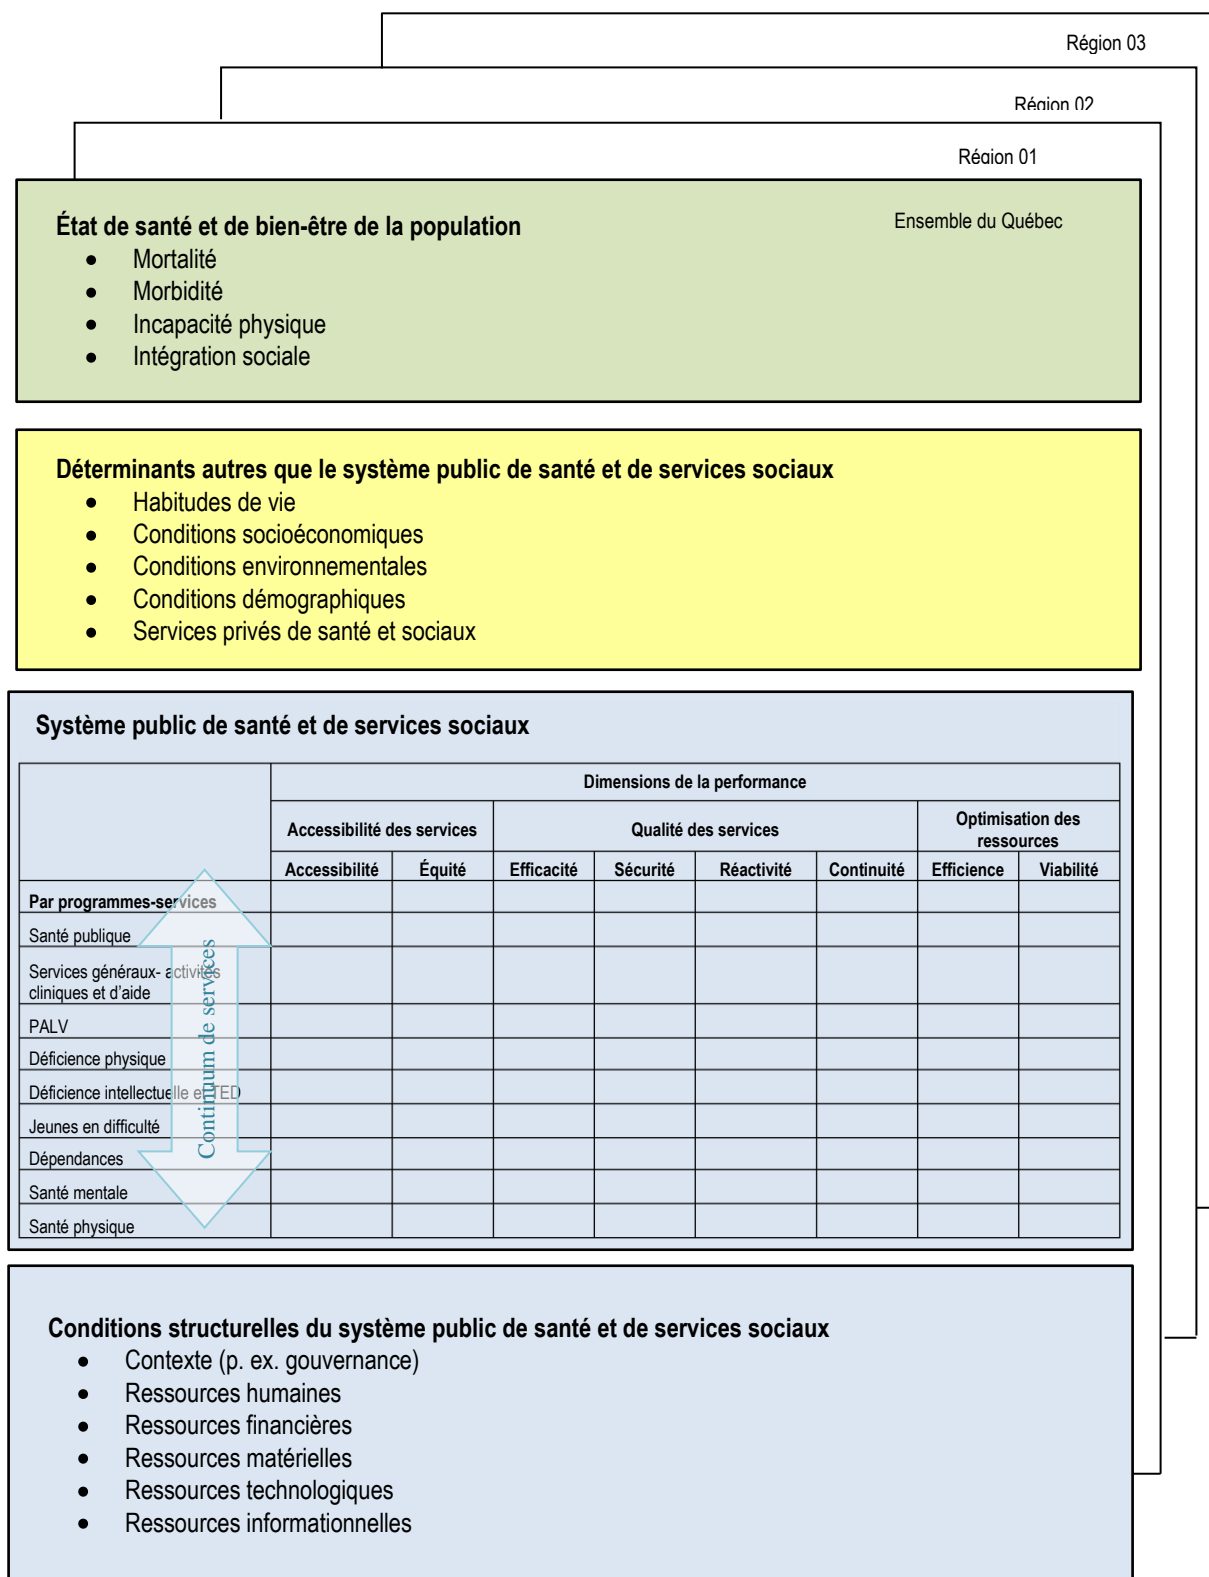 Région 03
Région 02
Région 01
État de santé et de bien-être de la population
Ensemble du Québec
• Mortalité
• Morbidité
• Incapacité physique
• Intégration sociale
Déterminants autres que le système public de santé et de services sociaux
• Habitudes de vie
• Conditions socioéconomiques
• Conditions environnementales
• Conditions démographiques
• Services privés de santé et sociaux
Système public de santé et de services sociaux
Dimensions de la performance
Accessibilité des services Qualité des services Optimisation des
ressources
Accessibilité Équité Efficacité Sécurité Réactivité Continuité Efficience Viabilité
Par programmes-services
Santé publique
Services généraux- activités
cliniques et d'aide
PALV
Déficience physique
Déficience intellectuelle et TED
Jeunes en difficulté
Dépendances
Santé mentale
Santé physique
Continuum de services
Conditions structurelles du système public de santé et de services sociaux
• Contexte (p. ex. gouvernance)
• Ressources humaines
• Ressources financières
• Ressources matérielles
• Ressources technologiques
• Ressources informationnelles